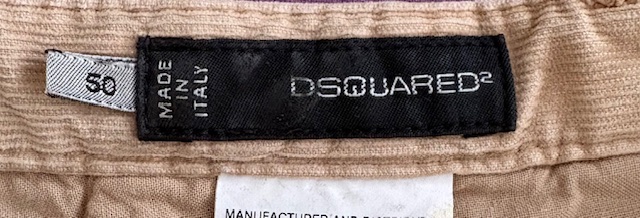 50
MADE
IN
ITALY
DSQUARED²
MANUFACTURED AND